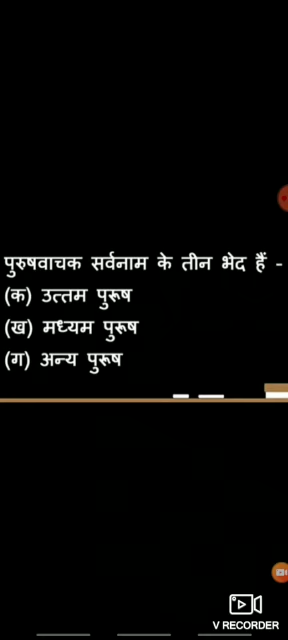 पुरुषवाचक सर्वनाम के तीन भेद हैं -
(क) उत्तम पुरूष
(ख) मध्यम पुरूष
(ग) अन्य पुरूष
V RECORDER